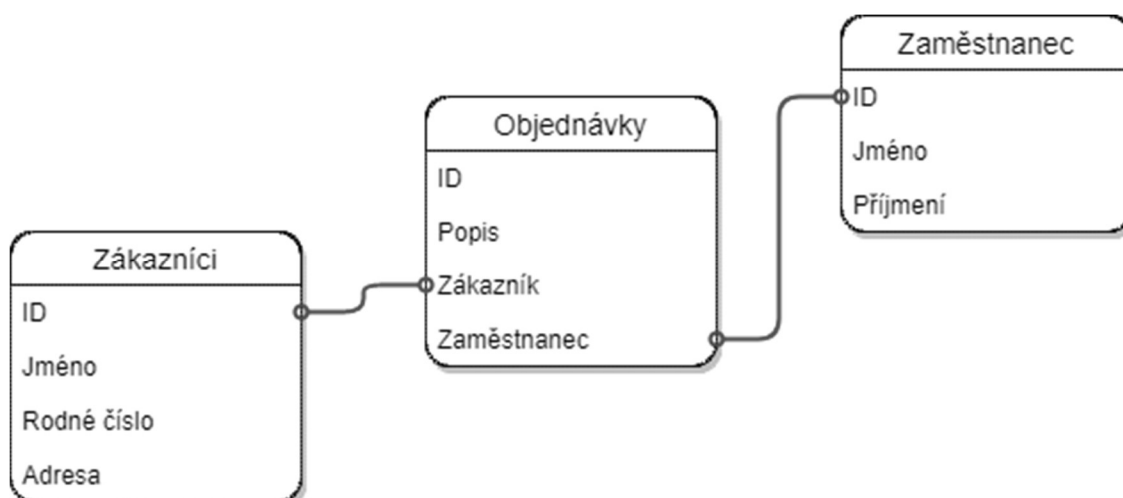 Zákazníci
ID
Jméno
Rodné číslo
Adresa
Objednávky
ID
Popis
Zákazník
Zaměstnanec
Zaměstnanec
ID
Jméno
Příjmení